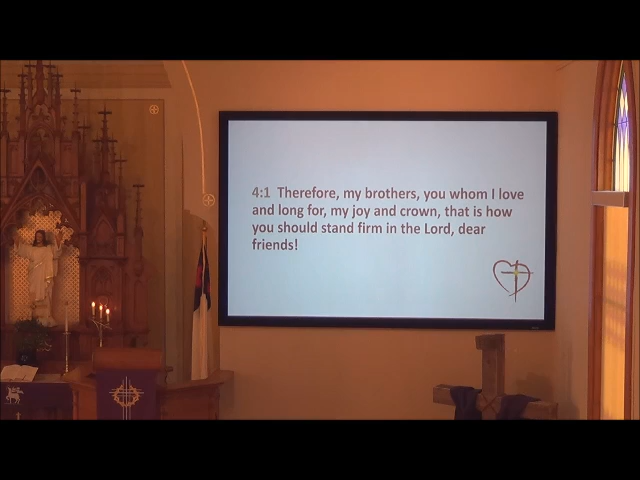 4:1 Therefore, my brothers, you whom I love
and long for, my joy and crown, that is how
you should stand firm in the Lord, dear
friends!